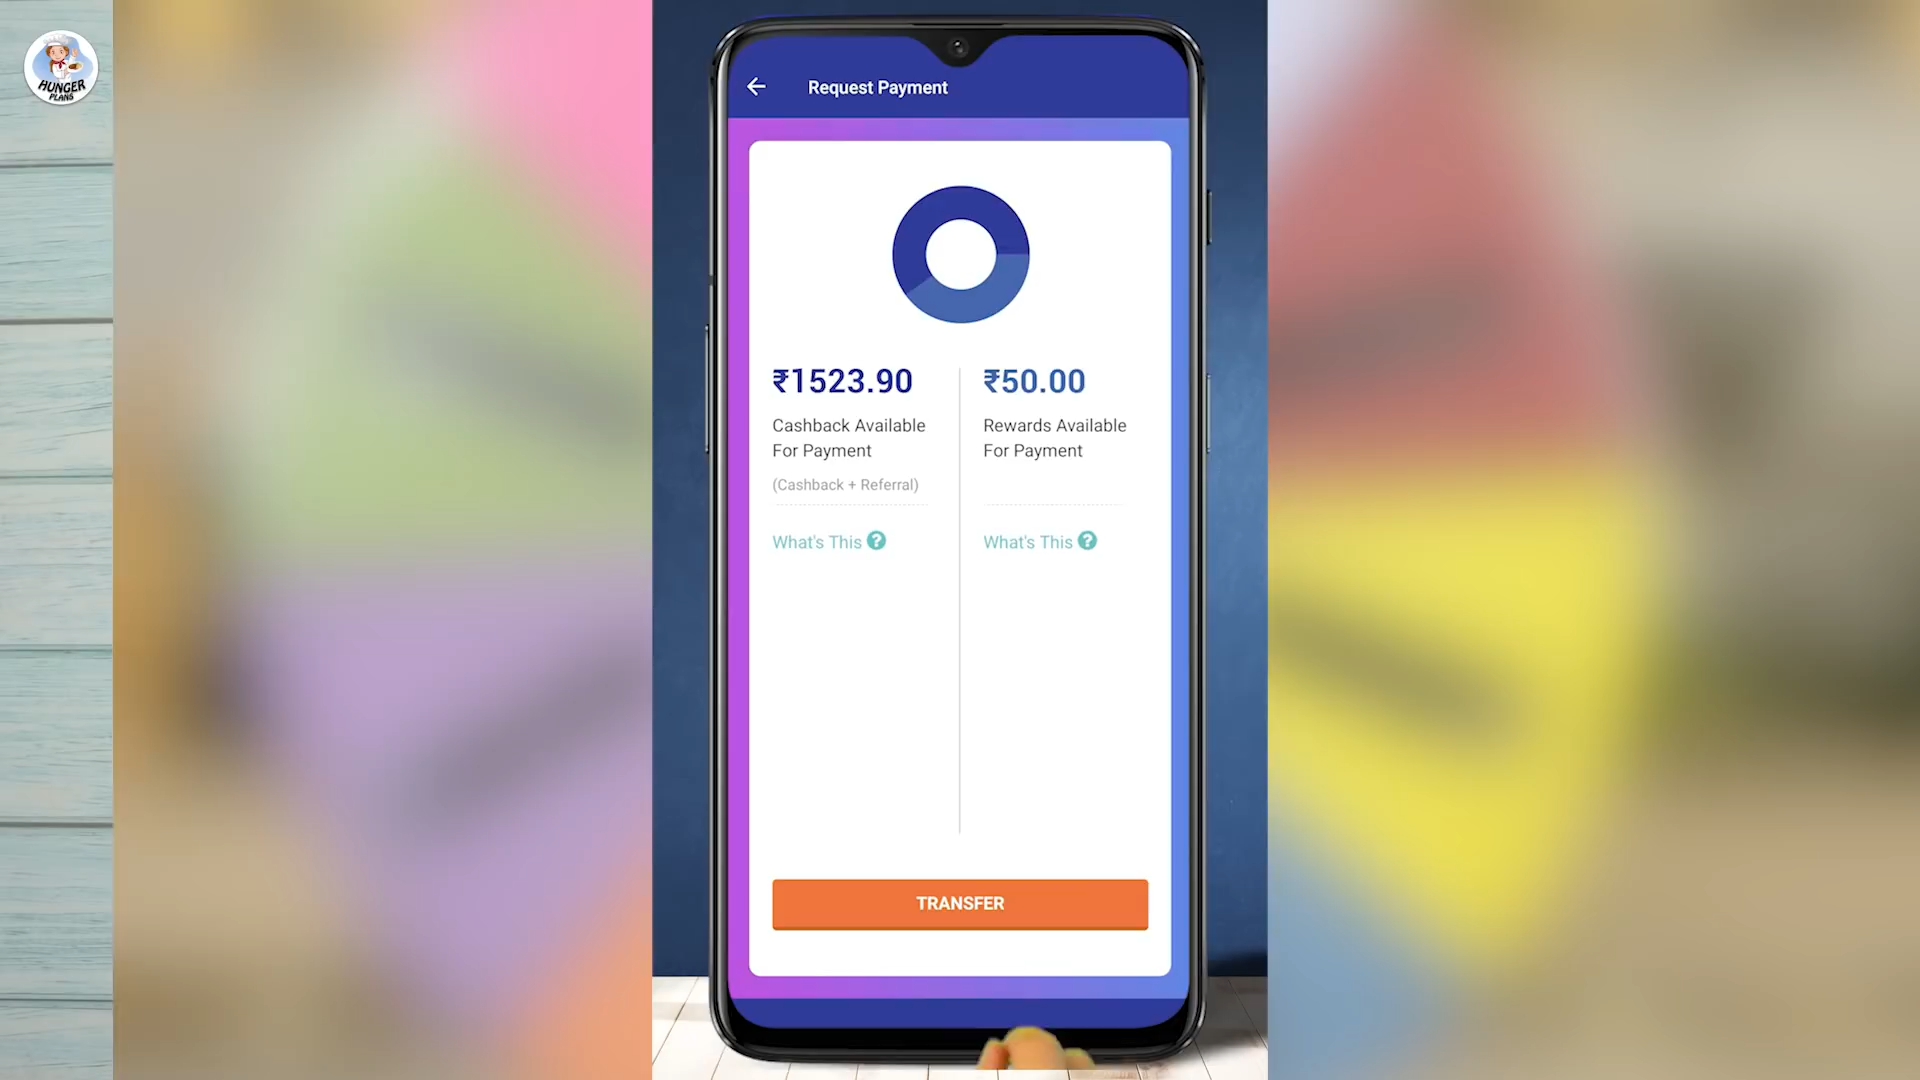 HUNGER
PLANS
Request Payment
₹1523.90
Cashback Available
For Payment
(Cashback + Referral)
What's This ?
₹50.00
Rewards Available
For Payment
What's This ?
TRANSFER